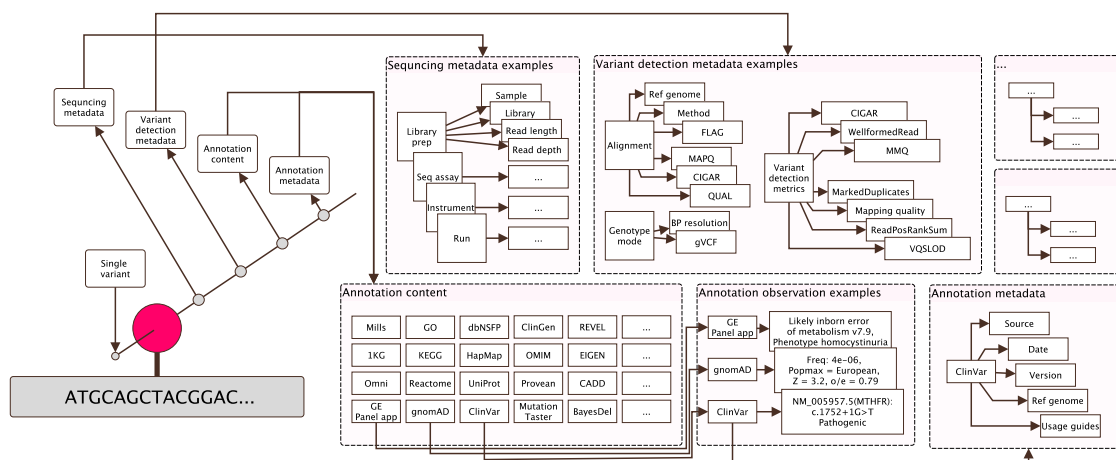 Sequncing
metadata
Variant
detection
metadata
Annotation
content
Annotation
metadata
Single
variant
ATGCAGCTACGGAC...
Sequncing metadata examples
Library
prep
Sample
Library
Read length
Read depth
Seq assay
...
Instrument
...
Run
...
Variant detection metadata examples
Alignment
Ref genome
Method
FLAG
MAPQ
CIGAR
QUAL
Genotype
mode
BP resolution
gVCF
Variant
detection
metrics
CIGAR
WellformedRead
MMQ
MarkedDuplicates
Mapping quality
ReadPosRankSum
VQSLOD
...
...
...
...
...
...
...
Annotation content
Mills
GO
dbNSFP
ClinGen
REVEL
...
1KG
KEGG
HapMap
OMIM
EIGEN
...
Omni
Reactome
UniProt
Provean
CADD
...
GE
Panel app
gnomAD
ClinVar
Mutation
Taster
BayesDel
...
Annotation observation examples
GE
Panel app
Likely inborn error
of metabolism v7.9,
Phenotype homocystinuria
gnomAD
Freq: 4e-06,
Popmax = European,
Z = 3.2, o/e = 0.79
ClinVar
NM_005957.5(MTHFR):
c.1752+1G>T
Pathogenic
Annotation metadata
ClinVar
Source
Date
Version
Ref genome
Usage guides